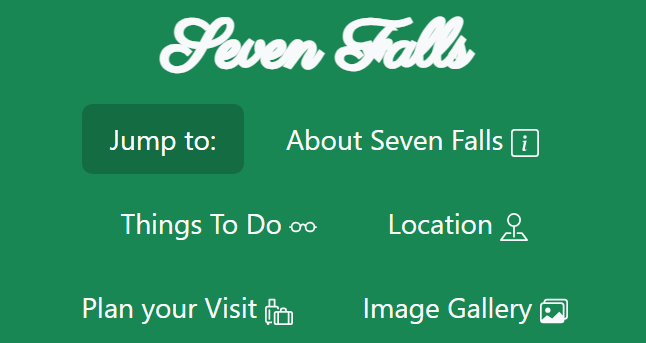 Seven Falls
Jump to: About Seven Falls
Things To Do Location
Plan your Visit Image Gallery